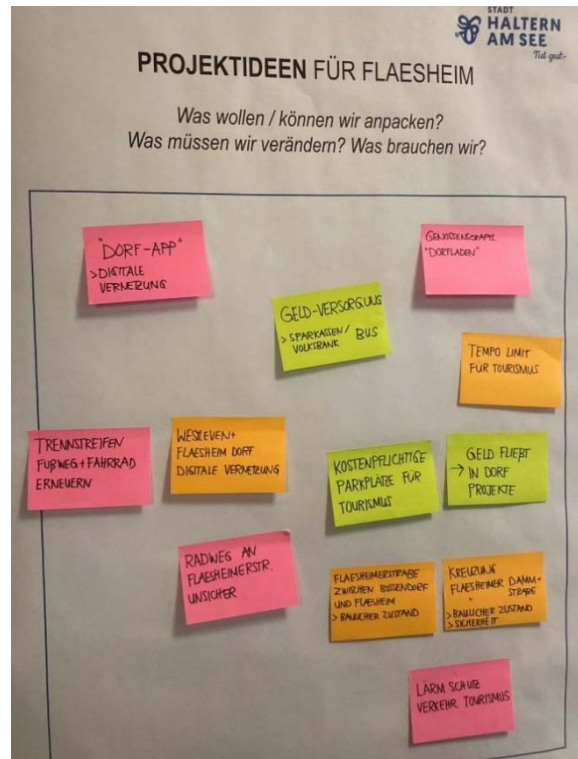 STADT
HALTERN
AM SEE
Tut gut.
PROJEKTIDEEN FÜR FLAESHEIM
Was wollen / können wir anpacken?
Was müssen wir verändern? Was brauchen wir?
"DORF-APP"
> DIGITALE
VERNETZUNG
GENOSSENSCHAFTL.
"DORFLADEN"
GELD-VERSORGUNG
> SPARKASSEN/ BUS
VOLKSBANK
TEMPO LIMIT
FÜR TOURISMUS
TRENNSTREIFEN
FUßWEG+FAHRRAD
ERNEUERN
WESLEVEN+
FLAESHEIM DORF
DIGITALE VERNETZUNG
KOSTENPFLICHTIGE
PARKPLÄTZE FÜR
TOURISMUS
GELD FLIEßT
→ IN DORF
PROJEKTE
RADWEG AN
FLAESHEIMERSTR.
UNSICHER
FLAESHEIMERSTRAßE
ZWISCHEN BOSSENDORF
UND FLAESHEIM
> BAULICHER ZUSTAND
KREUZUNG
FLAESHEIMER DAMM+
" STRAßE
> BAULICHER ZUSTAND
> SICHERHEIT
LÄRM SCHUTZ
VERKEHR TOURISMUS